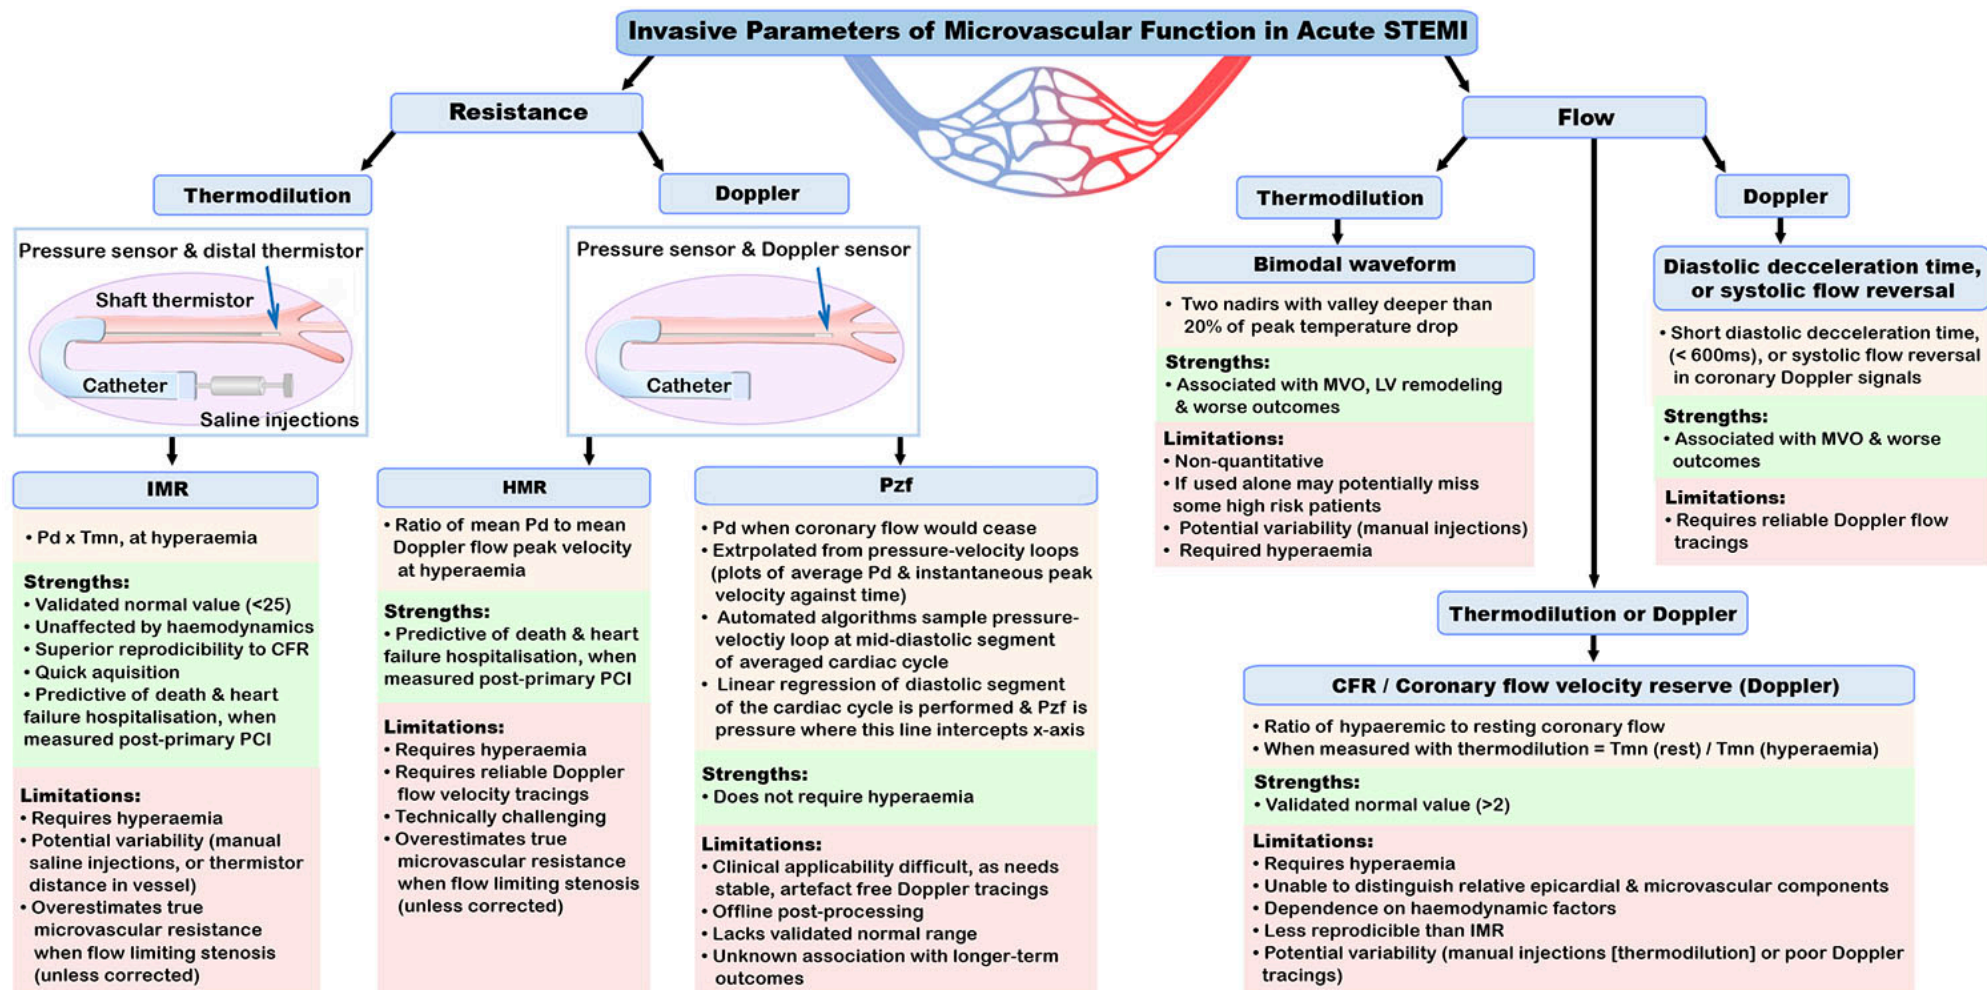 Invasive Parameters of Microvascular Function in Acute STEMI
Resistance
Thermodilution
Pressure sensor & distal thermistor
Shaft thermistor
Catheter
Saline injections
IMR
• Pd x Tmn, at hyperaemia
Strengths:
• Validated normal value (<25)
• Unaffected by haemodynamics
• Superior reprodicibility to CFR
• Quick aquisition
• Predictive of death & heart
failure hospitalisation, when
measured post-primary PCI
Limitations:
• Requires hyperaemia
• Potential variability (manual
saline injections, or thermistor
distance in vessel)
• Overestimates true
microvascular resistance
when flow limiting stenosis
(unless corrected)
Doppler
Pressure sensor & Doppler sensor
Catheter
HMR
• Ratio of mean Pd to mean
Doppler flow peak velocity
at hyperaemia
Strengths:
• Predictive of death & heart
failure hospitalisation, when
measured post-primary PCI
Limitations:
• Requires hyperaemia
• Requires reliable Doppler
flow velocity tracings
• Technically challenging
• Overestimates true
microvascular resistance
when flow limiting stenosis
(unless corrected)
Pzf
• Pd when coronary flow would cease
• Extrpolated from pressure-velocity loops
(plots of average Pd & instantaneous peak
velocity against time)
• Automated algorithms sample pressure-
veloctiy loop at mid-diastolic segment
of averaged cardiac cycle
• Linear regression of diastolic segment
of the cardiac cycle is performed & Pzf is
pressure where this line intercepts x-axis
Strengths:
• Does not require hyperaemia
Limitations:
• Clinical applicability difficult, as needs
stable, artefact free Doppler tracings
• Offline post-processing
• Lacks validated normal range
• Unknown association with longer-term
outcomes
Flow
Thermodilution
Bimodal waveform
• Two nadirs with valley deeper than
20% of peak temperature drop
Strengths:
• Associated with MVO, LV remodeling
& worse outcomes
Limitations:
• Non-quantitative
• If used alone may potentially miss
some high risk patients
• Potential variability (manual injections)
• Required hyperaemia
Doppler
Diastolic decceleration time,
or systolic flow reversal
• Short diastolic decceleration time,
(< 600ms), or systolic flow reversal
in coronary Doppler signals
Strengths:
• Associated with MVO & worse
outcomes
Limitations:
• Requires reliable Doppler flow
tracings
Thermodilution or Doppler
CFR / Coronary flow velocity reserve (Doppler)
• Ratio of hypaeremic to resting coronary flow
• When measured with thermodilution = Tmn (rest) / Tmn (hyperaemia)
Strengths:
• Validated normal value (>2)
Limitations:
• Requires hyperaemia
• Unable to distinguish relative epicardial & microvascular components
• Dependence on haemodynamic factors
• Less reprodicible than IMR
• Potential variability (manual injections [thermodilution] or poor Doppler
tracings)